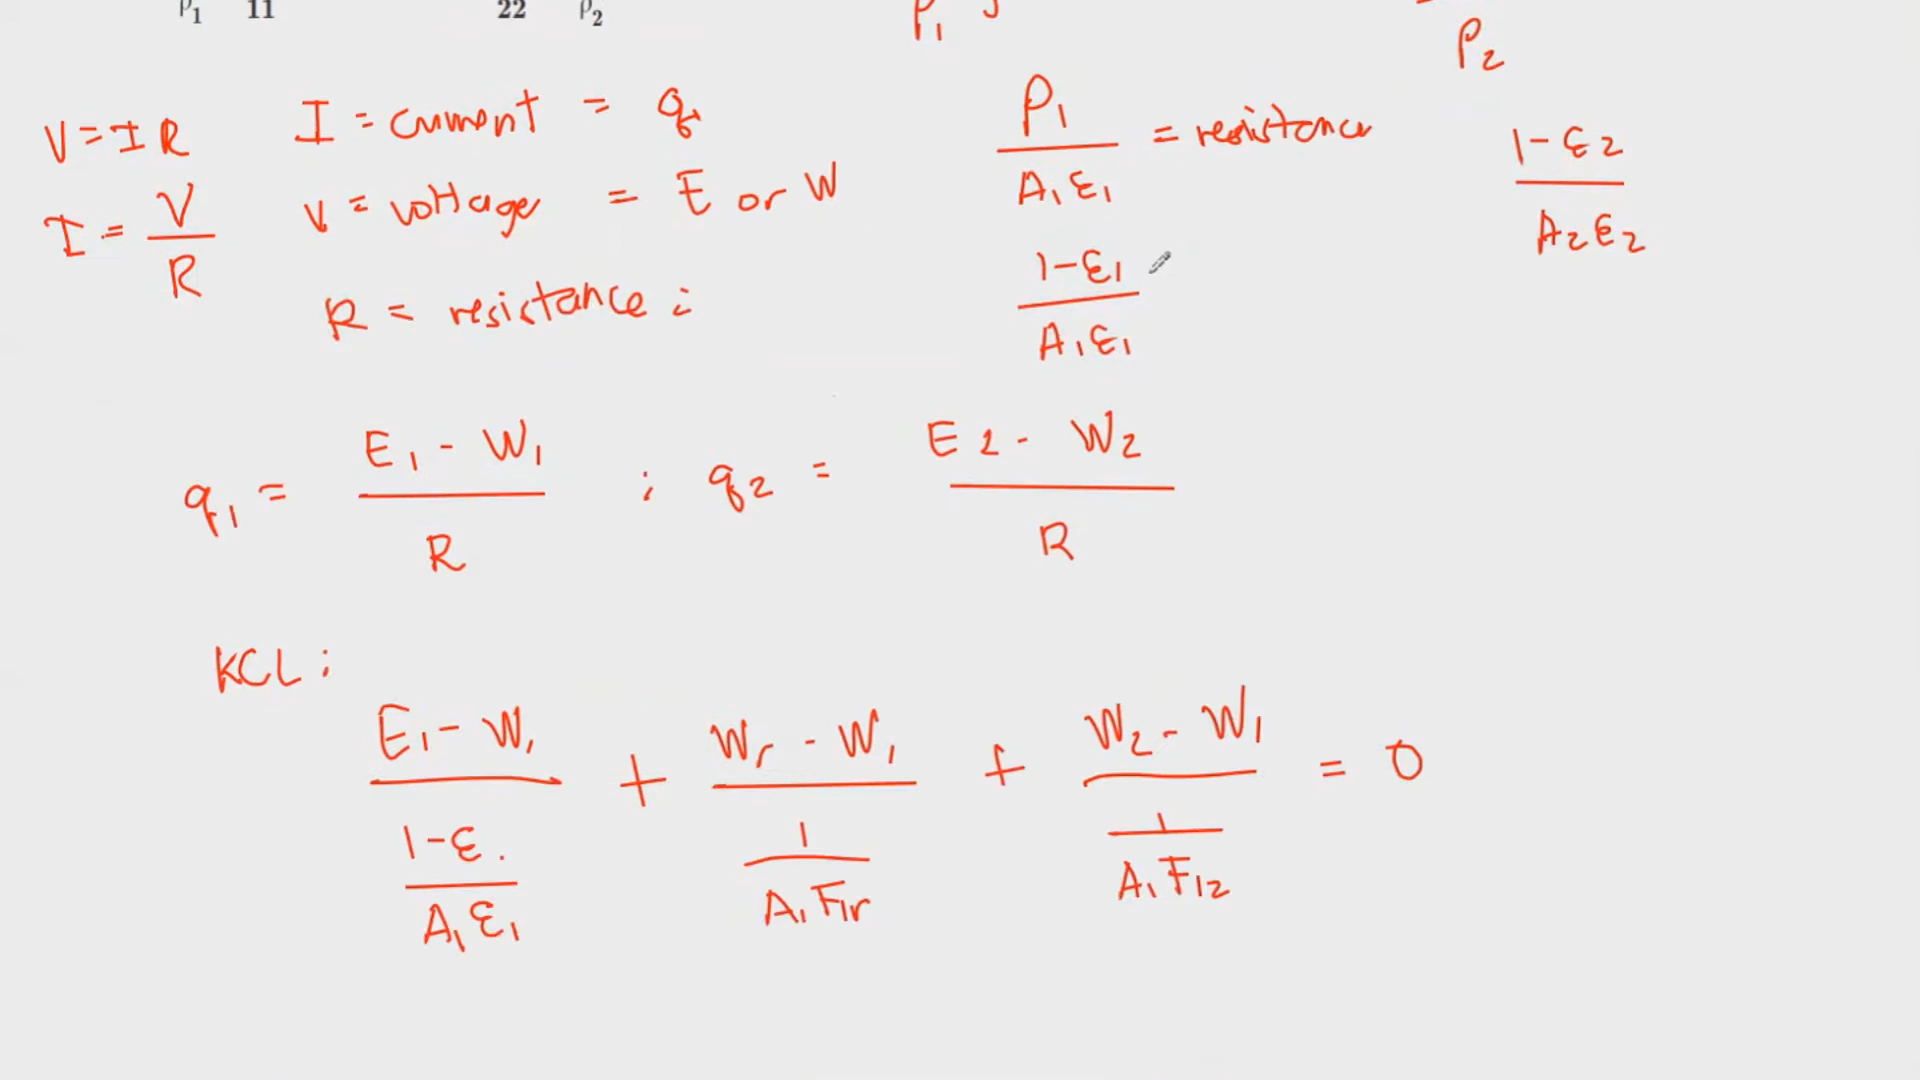 ρ₁ 11 22 ρ₂ ρ₁
ρ₂
V = IR I = current = q ρ₁/(A₁ε₁) = resistance (1-ε₂)/(A₂ε₂)
I = V/R V = voltage = E or W
R = resistance : (1-ε₁)/(A₁ε₁)
q₁ = (E₁ - W₁)/R ; q₂ = (E2 - W₂)/R
KCL :
(E₁ - W₁)/((1-ε.)/(A₁ε₁)) + (Wr - W₁)/(1/(A₁F1r)) + (W₂ - W₁)/(1/(A₁F₁₂)) = 0